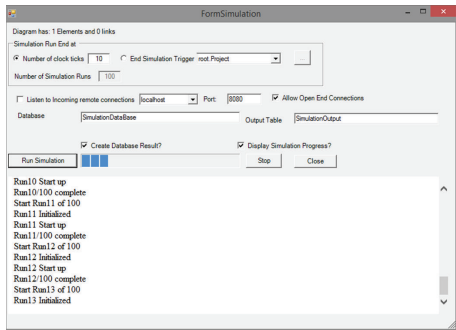 FormSimulation
Diagram has: 1 Elements and 0 links
Simulation Run End at
Number of clock ticks 10 End Simulation Trigger root.Project ...
Number of Simulation Runs 100
Listen to Incoming remote connections localhost Port: 8080 Allow Open End Connections
Database SimulationDataBase Output Table SimulationOutput
Create Database Result? Display Simulation Progress?
Run Simulation Stop Close
Run10 Start up
Run10/100 complete
Start Run11 of 100
Run11 Initialized
Run11 Start up
Run11/100 complete
Start Run12 of 100
Run12 Initialized
Run12 Start up
Run12/100 complete
Start Run13 of 100
Run13 Initialized